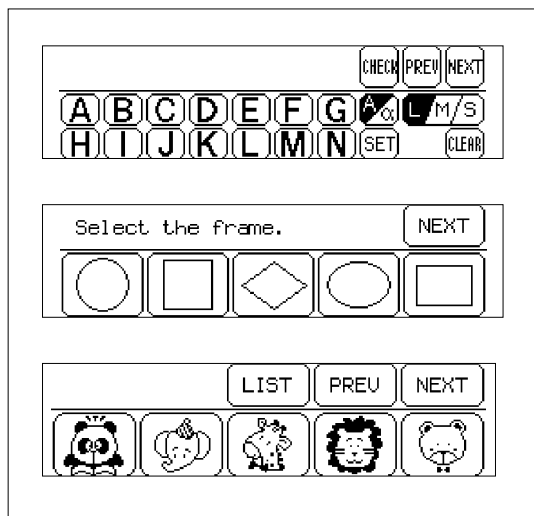 CHECK PREV NEXT
A B C D E F G A/α L/M/S
H I J K L M N SET CLEAR
Select the frame. NEXT
LIST PREV NEXT